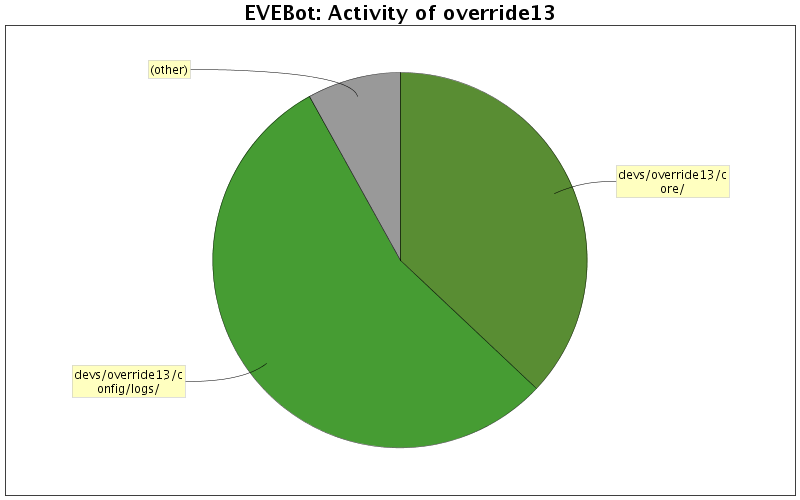 EVEBot: Activity of override13
(other)
devs/override13/c
ore/
devs/override13/c
onfig/logs/